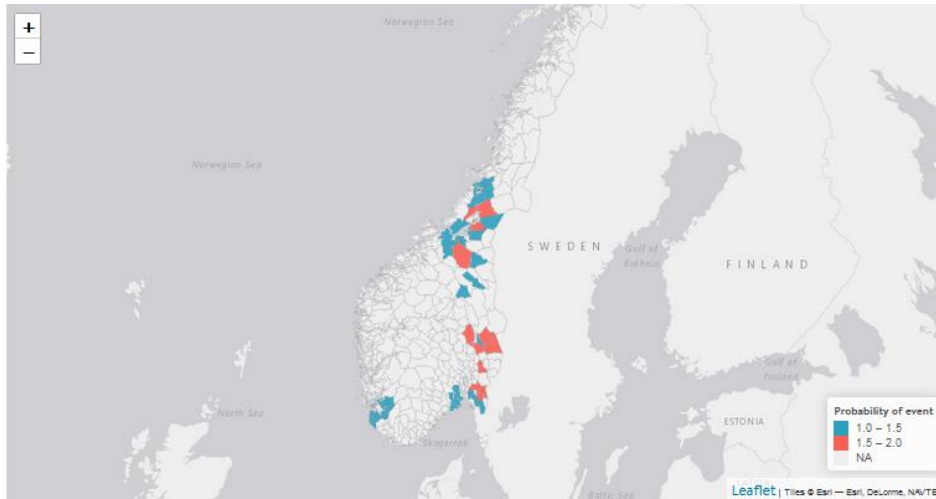 +
−
Norwegian Sea
Norwegian Sea
SWEDEN
Gulf of
Bothnia
FINLAND
Gulf of
Finland
North Sea
Skagerrak
ESTONIA
Baltic Sea
Probability of event
1.0 – 1.5
1.5 – 2.0
NA
Leaflet | Tiles © Esri — Esri, DeLorme, NAVTE